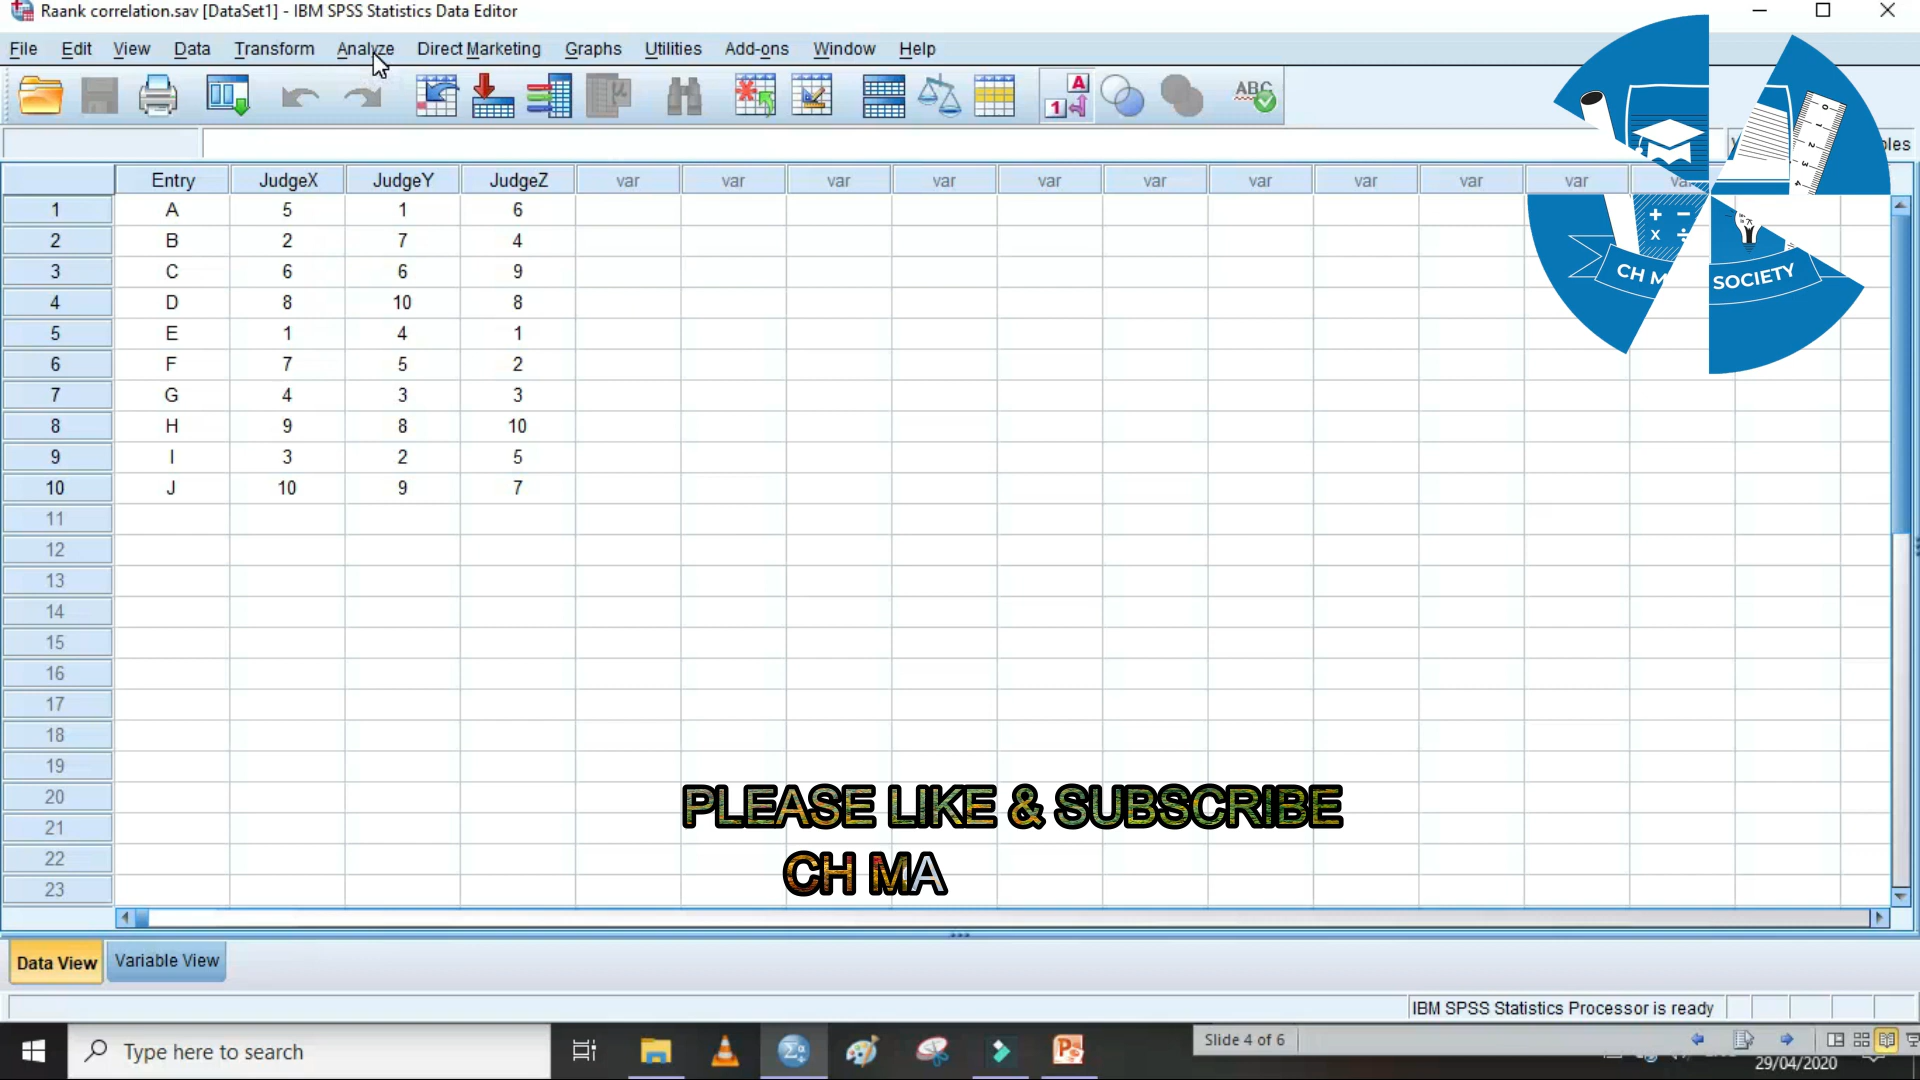 Raank correlation.sav [DataSet1] - IBM SPSS Statistics Data Editor
File Edit View Data Transform Analyze Direct Marketing Graphs Utilities Add-ons Window Help
A
1
ABC
Entry JudgeX JudgeY JudgeZ var var var var var var var var var var
1 A 5 1 6
2 B 2 7 4
3 C 6 6 9
4 D 8 10 8
5 E 1 4 1
6 F 7 5 2
7 G 4 3 3
8 H 9 8 10
9 I 3 2 5
10 J 10 9 7
11
12
13
14
15
16
17
18
19
20
21
22
23
CH M SOCIETY
PLEASE LIKE & SUBSCRIBE
CH MA
Data View Variable View
IBM SPSS Statistics Processor is ready
Type here to search
Slide 4 of 6
29/04/2020